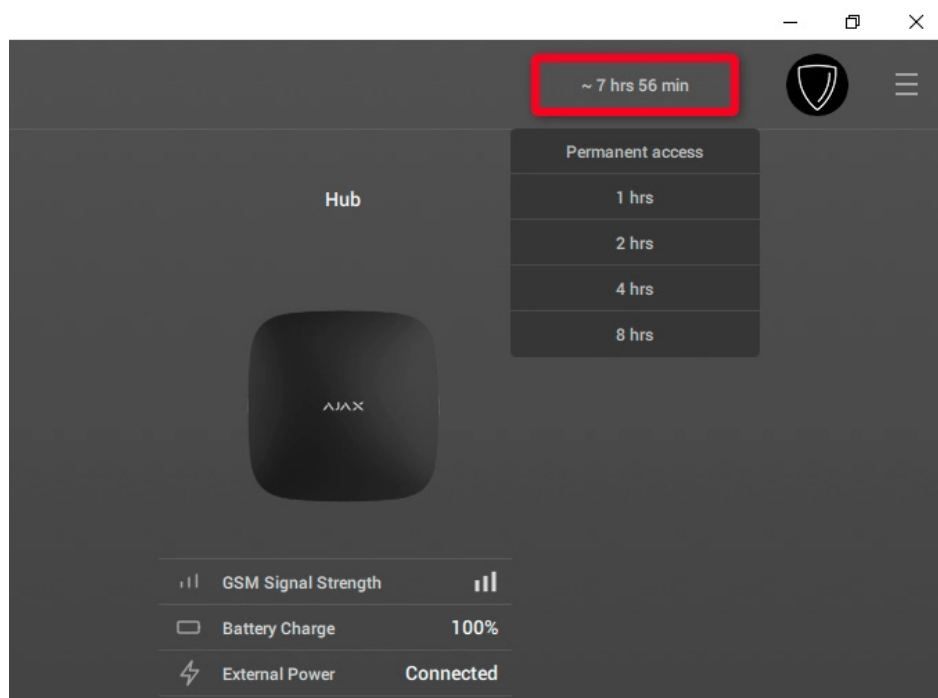 ~ 7 hrs 56 min
Permanent access
1 hrs
2 hrs
4 hrs
8 hrs
Hub
AJAX
GSM Signal Strength
Battery Charge 100%
External Power Connected